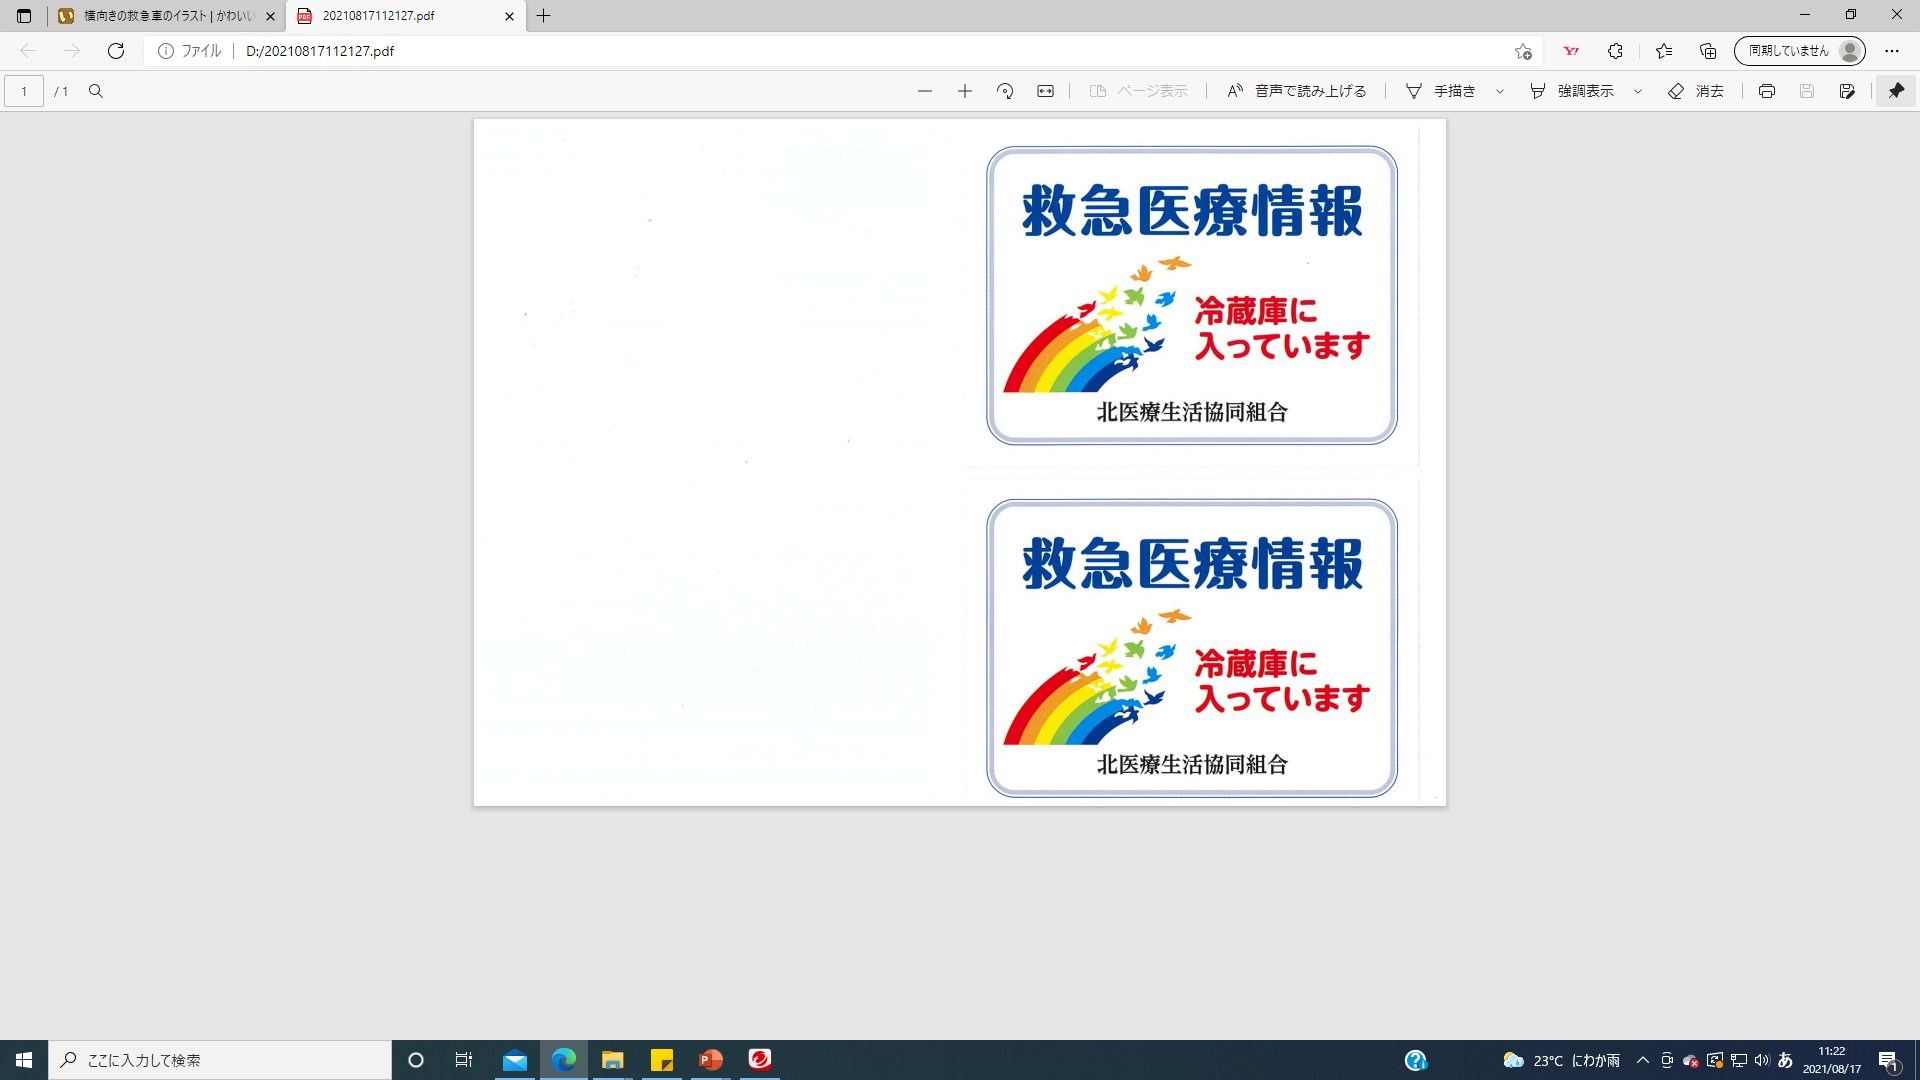 横向きの救急車のイラスト | かわいい
20210817112127.pdf
ファイル
D:/20210817112127.pdf
同期していません
1
/ 1
ページ表示
音声で読み上げる
手描き
強調表示
消去
救急医療情報
冷蔵庫に
入っています
北医療生活協同組合
救急医療情報
冷蔵庫に
入っています
北医療生活協同組合
ここに入力して検索
23°C にわか雨
あ
11:22
2021/08/17
1